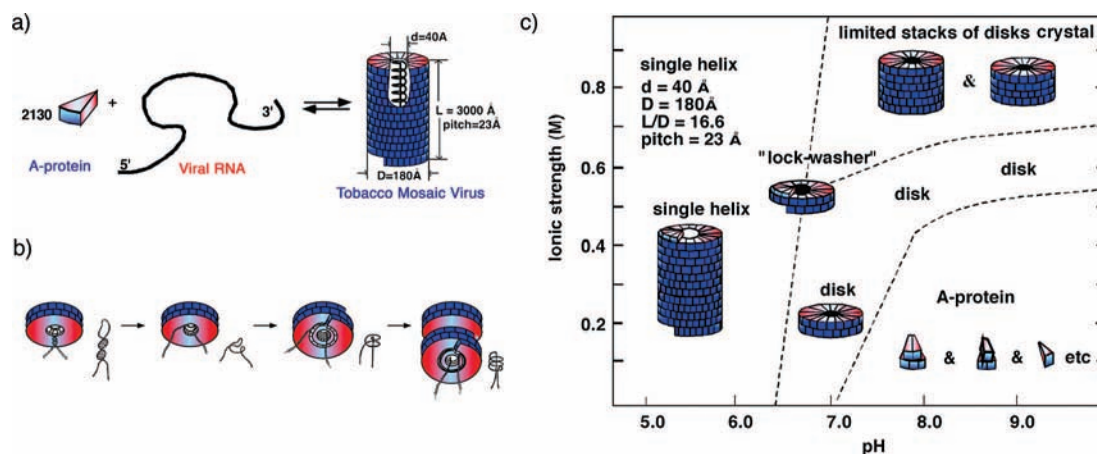 a)
d=40A
2130
+
3'
5'
L = 3000 Å
pitch=23Å
D=180Å
A-protein
Viral RNA
Tobacco Mosaic Virus
b)
c)
limited stacks of disks crystal
&
single helix
d = 40 Å
D = 180Å
L/D = 16.6
pitch = 23 Å
"lock-washer"
disk
disk
single helix
disk
A-protein
& & etc
Ionic strength (M)
0.8
0.6
0.4
0.2
5.0 6.0 7.0 8.0 9.0
pH